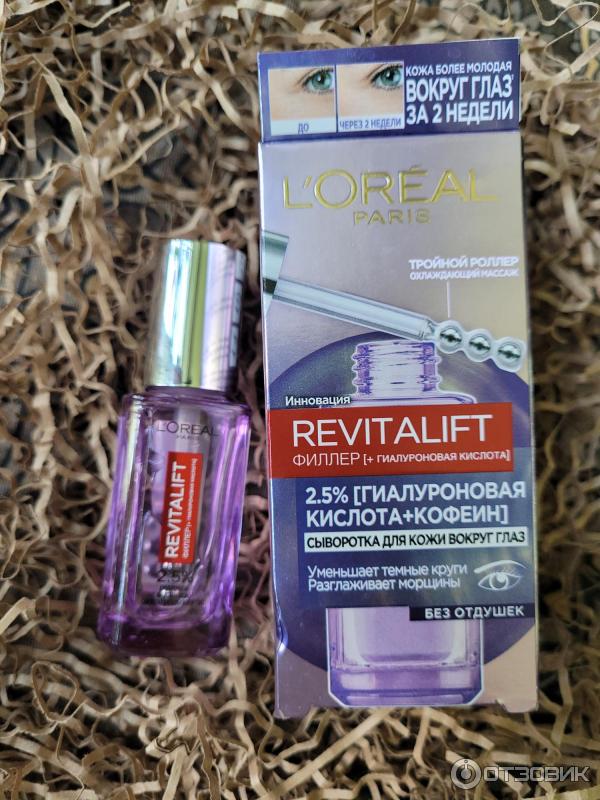 КОЖА БОЛЕЕ МОЛОДАЯ
ВОКРУГ ГЛАЗ
ЗА 2 НЕДЕЛИ
ДО
ЧЕРЕЗ 2 НЕДЕЛИ
L'ORÉAL
PARIS
ТРОЙНОЙ РОЛЛЕР
ОХЛАЖДАЮЩИЙ МАССАЖ
Инновация
REVITALIFT
ФИЛЛЕР [+ ГИАЛУРОНОВАЯ КИСЛОТА]
2.5% [ГИАЛУРОНОВАЯ
КИСЛОТА+КОФЕИН]
СЫВОРОТКА ДЛЯ КОЖИ ВОКРУГ ГЛАЗ
Уменьшает темные круги
Разглаживает морщины
БЕЗ ОТДУШЕК
L'ORÉAL
REVITALIFT
ФИЛЛЕР [+ ГИАЛУРОНОВАЯ КИСЛОТА]
2.5%
ОТЗОВИК